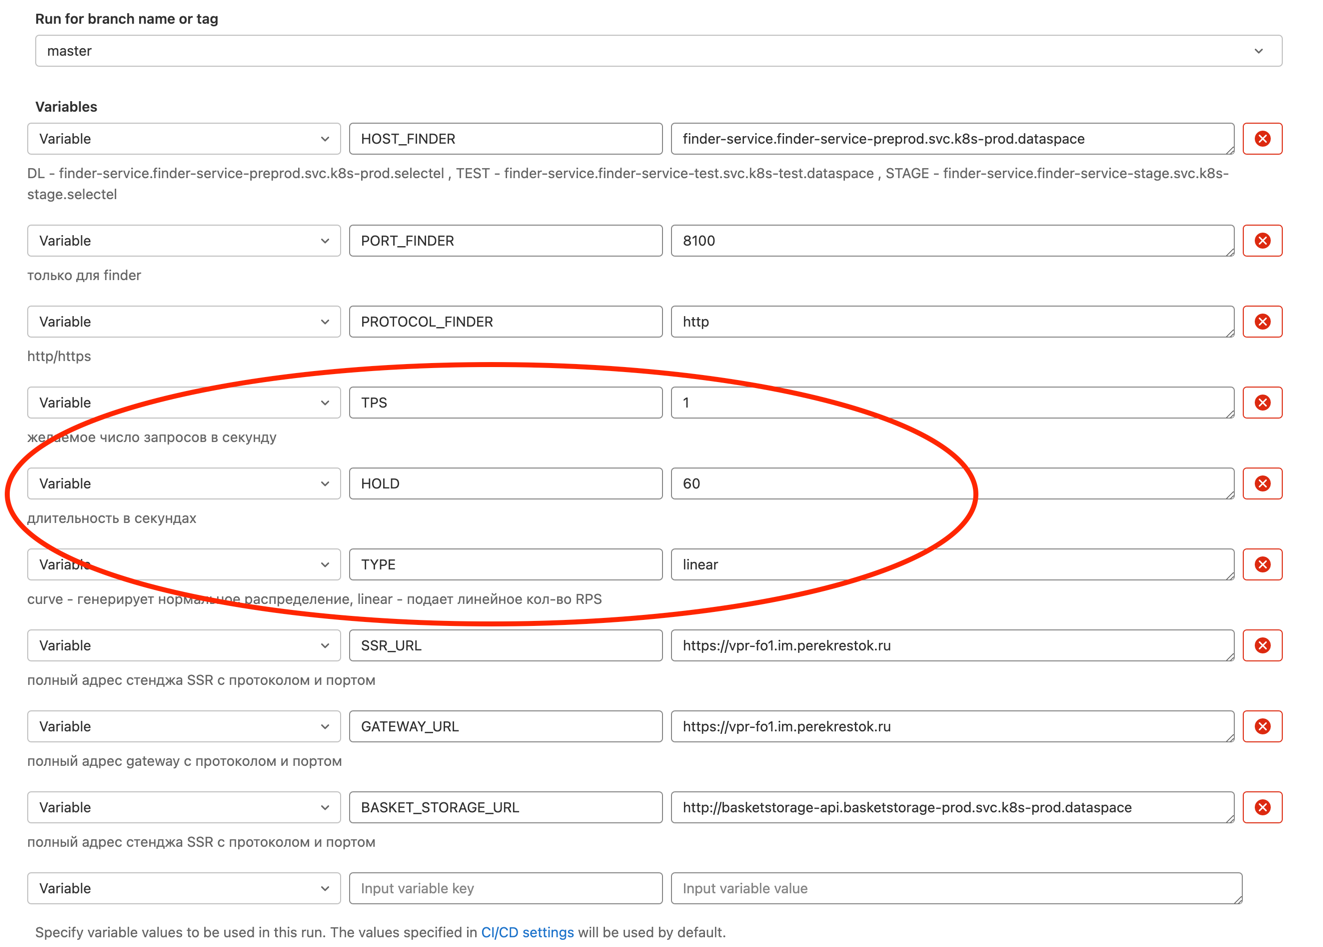 Run for branch name or tag
master
Variables
Variable HOST_FINDER finder-service.finder-service-preprod.svc.k8s-prod.dataspace
DL - finder-service.finder-service-preprod.svc.k8s-prod.selectel , TEST - finder-service.finder-service-test.svc.k8s-test.dataspace , STAGE - finder-service.finder-service-stage.svc.k8s-
stage.selectel
Variable PORT_FINDER 8100
только для finder
Variable PROTOCOL_FINDER http
http/https
Variable TPS 1
желаемое число запросов в секунду
Variable HOLD 60
длительность в секундах
Variable TYPE linear
curve - генерирует нормальное распределение, linear - подает линейное кол-во RPS
Variable SSR_URL https://vpr-fo1.im.perekrestok.ru
полный адрес стенджа SSR с протоколом и портом
Variable GATEWAY_URL https://vpr-fo1.im.perekrestok.ru
полный адрес gateway с протоколом и портом
Variable BASKET_STORAGE_URL http://basketstorage-api.basketstorage-prod.svc.k8s-prod.dataspace
полный адрес стенджа SSR с протоколом и портом
Variable Input variable key Input variable value
Specify variable values to be used in this run. The values specified in CI/CD settings will be used by default.